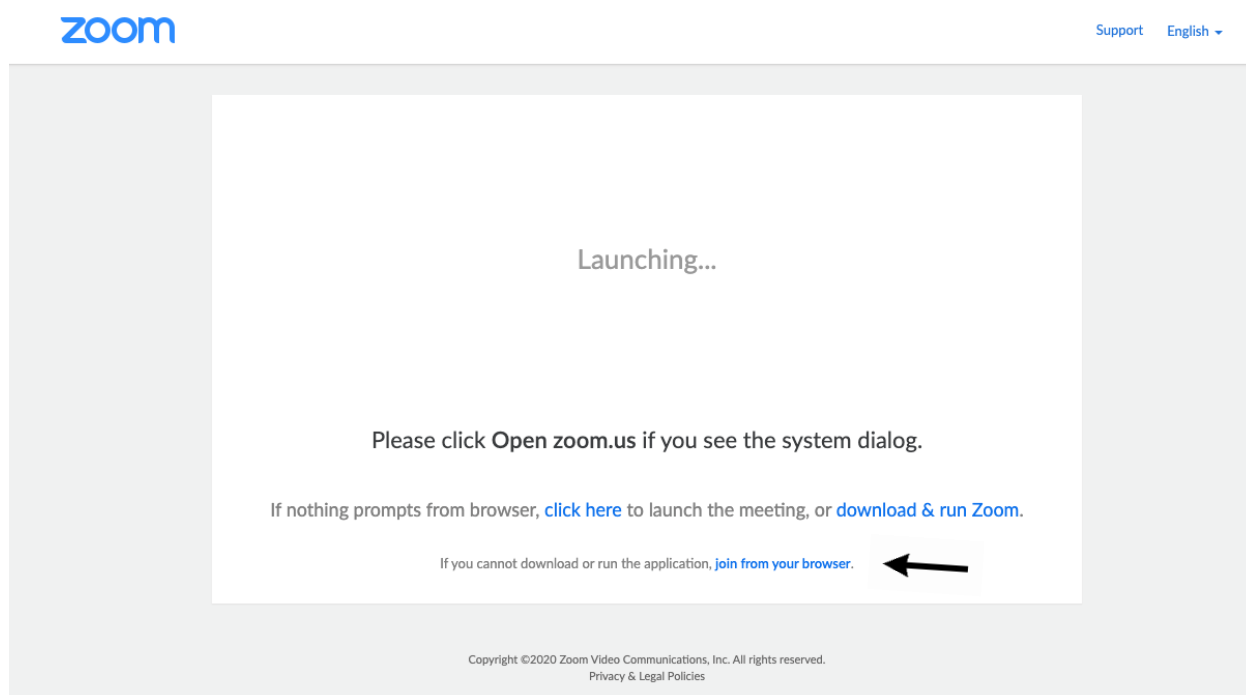 zoom
Support English
Launching...
Please click Open zoom.us if you see the system dialog.
If nothing prompts from browser, click here to launch the meeting, or download & run Zoom.
If you cannot download or run the application, join from your browser.
Copyright ©2020 Zoom Video Communications, Inc. All rights reserved.
Privacy & Legal Policies